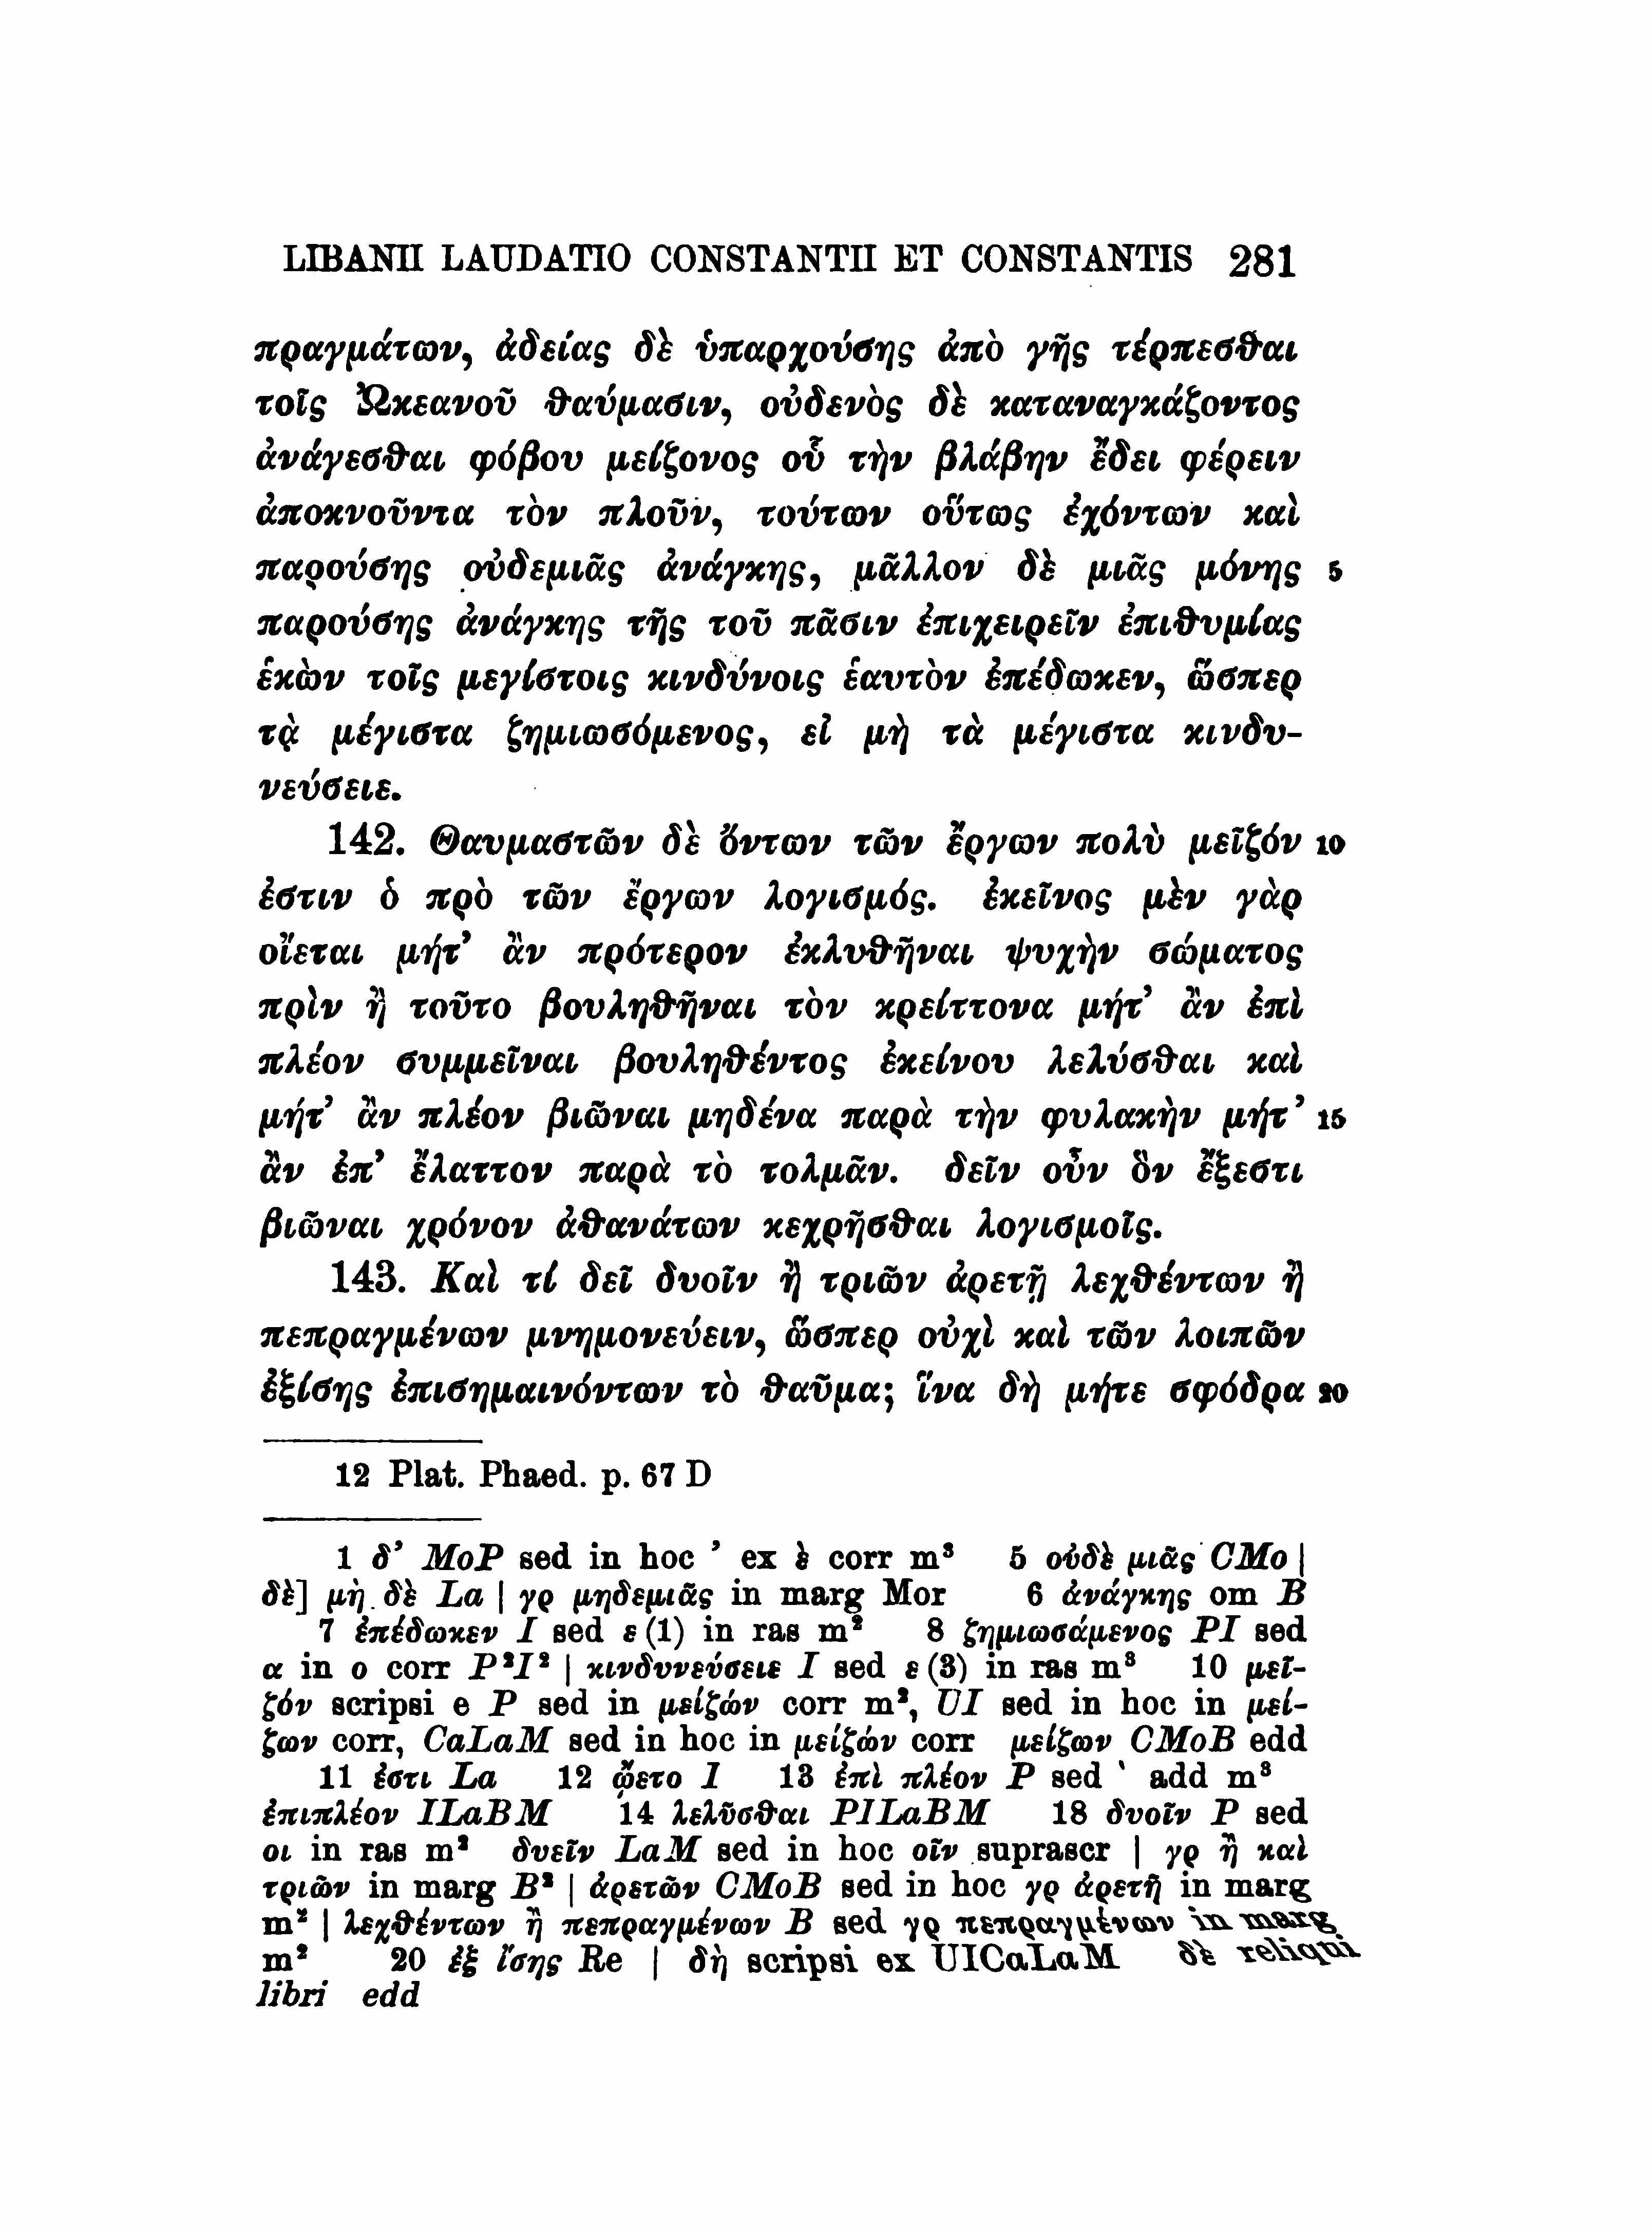 LIBANII LAUDATIO CONSTANTII ET CONSTANTIS 281
πραγμάτων, ἀδείας δὲ ὑπαρχούσης ἀπὸ γῆς τέρπεσθαι
τοῖς Ὠκεανοῦ θαύμασιν, οὐδενὸς δὲ καταναγκάζοντος
ἀνάγεσθαι φόβου μείζονος οὗ τὴν βλάβην ἔδει φέρειν
ἀποκνοῦντα τὸν πλοῦν, τούτων οὕτως ἐχόντων καὶ
παρούσης οὐδεμιᾶς ἀνάγκης, μᾶλλον δὲ μιᾶς μόνης 5
παρούσης ἀνάγκης τῆς τοῦ πᾶσιν ἐπιχειρεῖν ἐπιθυμίας
ἑκὼν τοῖς μεγίστοις κινδύνοις ἑαυτὸν ἐπέδωκεν, ὥσπερ
τὰ μέγιστα ζημιωσόμενος, εἰ μὴ τὰ μέγιστα κινδυ-
νεύσειε.
142. Θαυμαστῶν δὲ ὄντων τῶν ἔργων πολὺ μεῖζόν 10
ἐστιν ὁ πρὸ τῶν ἔργων λογισμός. ἐκεῖνος μὲν γὰρ
οἴεται μήτ’ ἂν πρότερον ἐκλυθῆναι ψυχὴν σώματος
πρὶν ἢ τοῦτο βουληθῆναι τὸν κρείττονα μήτ’ ἂν ἐπὶ
πλέον συμμεῖναι βουληθέντος ἐκείνου λελύσθαι καὶ
μήτ’ ἂν πλέον βιῶναι μηδένα παρὰ τὴν φυλακὴν μήτ’ 15
ἂν ἐπ’ ἔλαττον παρὰ τὸ τολμᾶν. δεῖν οὖν ὃν ἔξεστι
βιῶναι χρόνον ἀθανάτων κεχρῆσθαι λογισμοῖς.
143. Καὶ τί δεῖ δυοῖν ἢ τριῶν ἀρετῇ λεχθέντων ἢ
πεπραγμένων μνημονεύειν, ὥσπερ οὐχὶ καὶ τῶν λοιπῶν
ἐξίσης ἐπισημαινόντων τὸ θαῦμα; ἵνα δὴ μήτε σφόδρα 20
12 Plat. Phaed. p. 67 D
1 δ’ MoP sed in hoc ’ ex ὲ corr m³ 5 οὐδὲ μιᾶς CMo |
δὲ] μὴ δὲ La | γρ μηδεμιᾶς in marg Mor 6 ἀνάγκης om B
7 ἐπέδωκεν I sed ε (1) in ras m² 8 ζημιωσάμενος PI sed
α in ο corr P²I² | κινδυνεύσειε I sed ε (3) in ras m³ 10 μεῖ-
ζόν scripsi e P sed in μείζών corr m², UI sed in hoc in μεί-
ζων corr, CaLaM sed in hoc in μείζών corr μείζων CMoB edd
11 ἐστι La 12 ᾤετο I 13 ἐπὶ πλέον P sed ‵ add m³
ἐπιπλέον ILaBM 14 λελῦσθαι PILaBM 18 δυοῖν P sed
οι in ras m² δυεῖν LaM sed in hoc οῖν suprascr | γρ ἢ καὶ
τριῶν in marg B² | ἀρετῶν CMoB sed in hoc γρ ἀρετῇ in marg
m² | λεχθέντων ἢ πεπραγμένων B sed γρ πεπραγμένων in marg
m² 20 ἐξ ἴσης Re | δὴ scripsi ex UICaLaM δὲ reliqui
libri edd